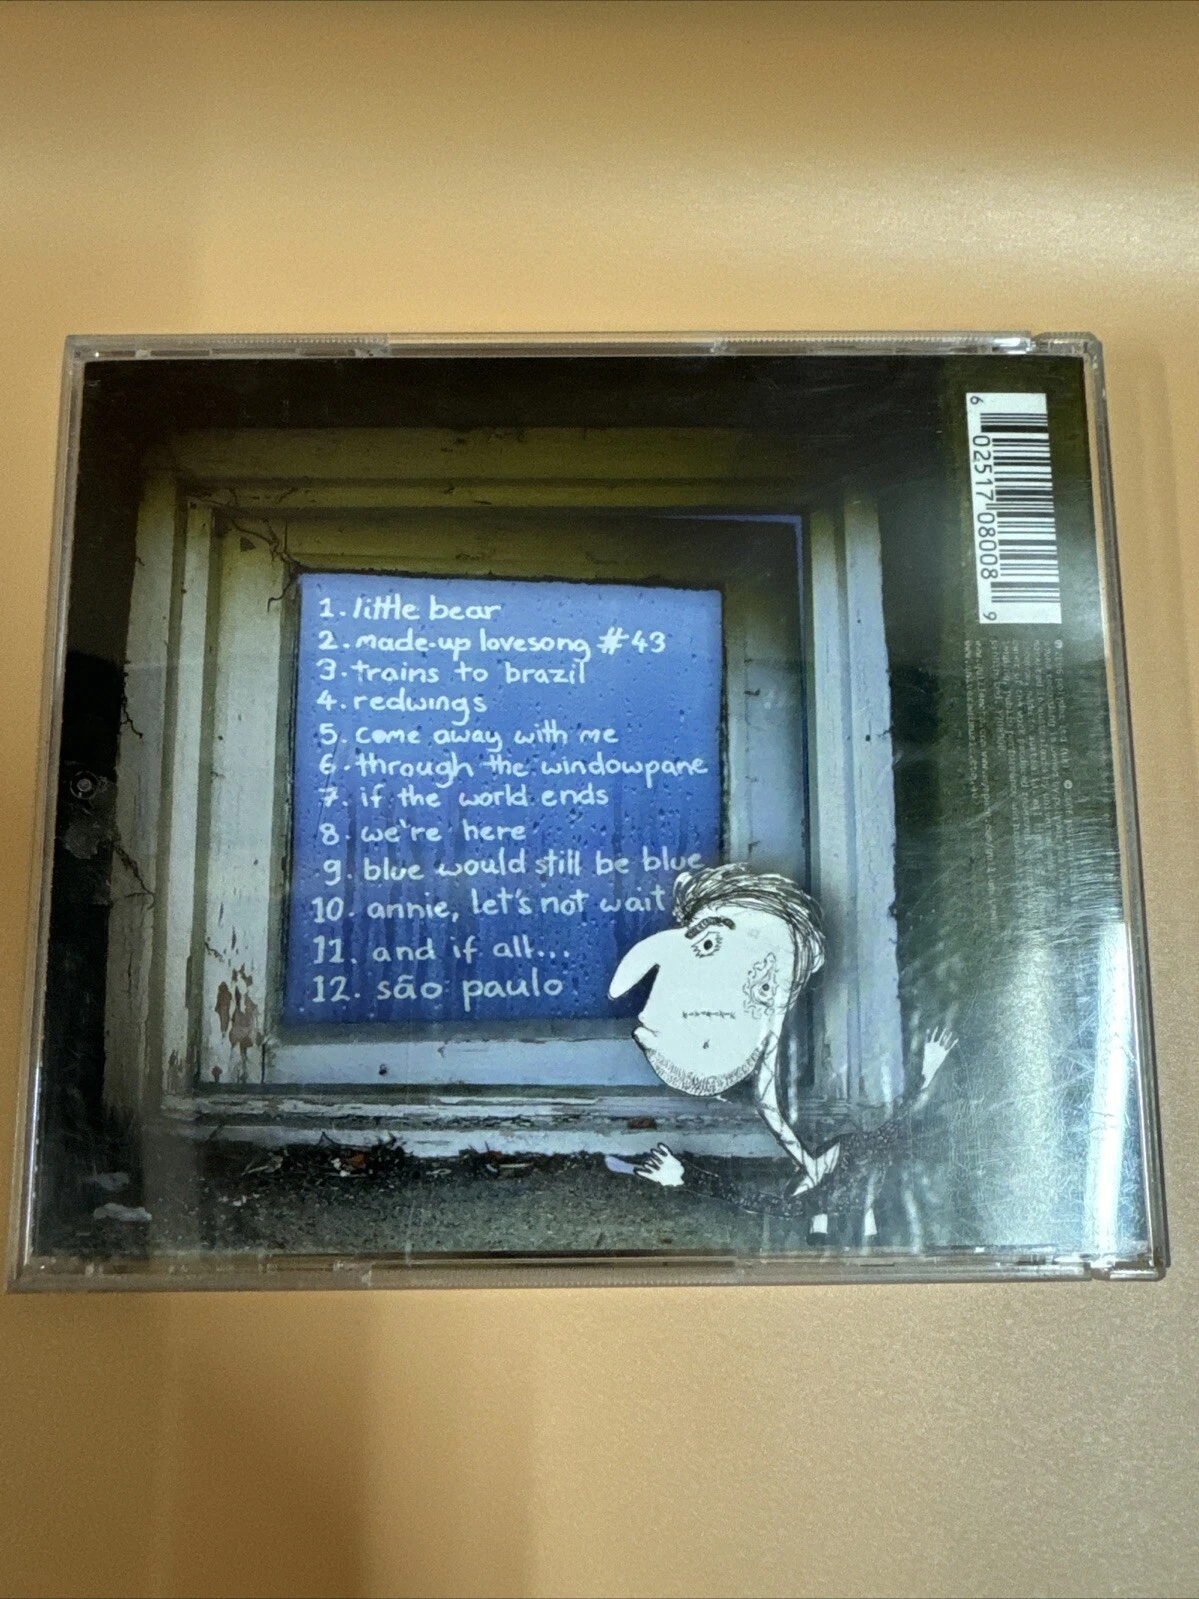 1. little bear
2. made-up lovesong #43
3. trains to brazil
4. redwings
5. come away with me
6. through the windowpane
7. if the world ends
8. we're here
9. blue would still be blue
10. annie, let's not wait
11. and if all...
12. são paulo
6 02517 08008 9